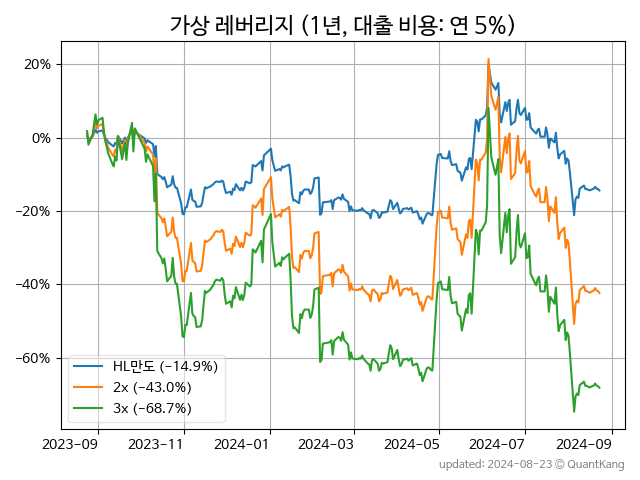 가상 레버리지 (1년, 대출 비용: 연 5%)
20%
0%
−20%
−40%
−60%
HL만도 (−14.9%)
2x (−43.0%)
3x (−68.7%)
2023−09 2023−11 2024−01 2024−03 2024−05 2024−07 2024−09
updated: 2024-08-23 © QuantKang